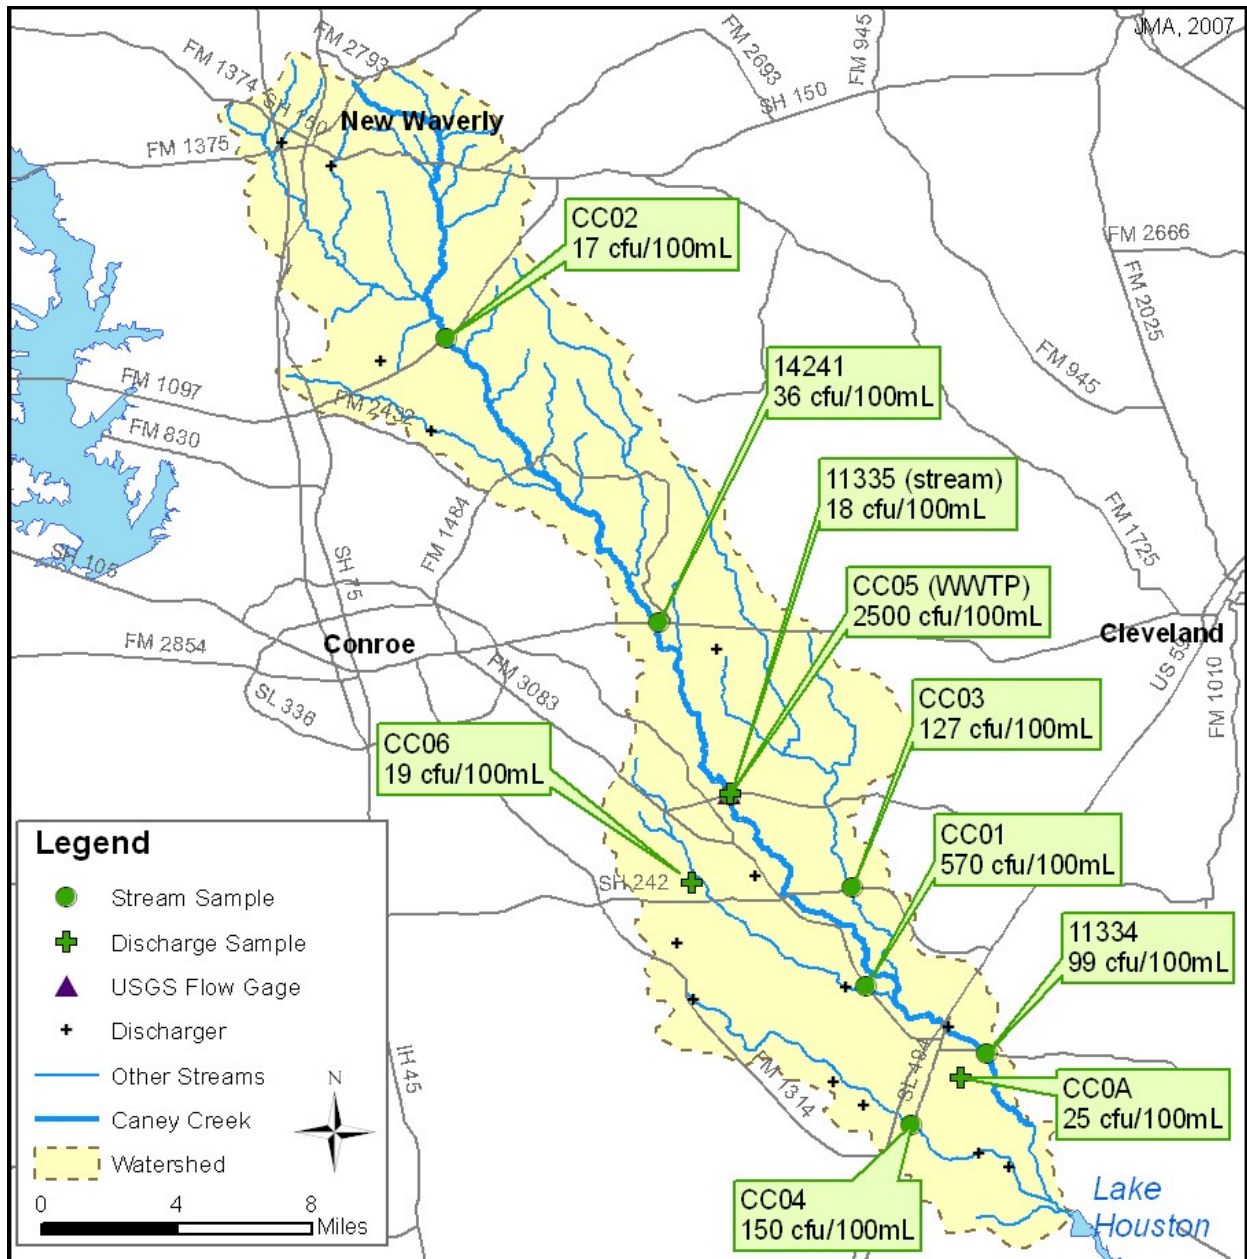 JMA, 2007
FM 2793
FM 1374
SH 150
New Waverly
FM 1375
FM 2693
FM 945
SH 150
CC02
17 cfu/100mL
FM 2666
FM 2025
14241
36 cfu/100mL
FM 945
FM 1097
FM 2432
FM 830
11335 (stream)
18 cfu/100mL
FM 1484
FM 1725
SH 105
SH 75
CC05 (WWTP)
2500 cfu/100mL
Conroe
Cleveland
FM 2854
FM 3083
US 59
FM 1010
SL 336
CC03
127 cfu/100mL
CC06
19 cfu/100mL
CC01
570 cfu/100mL
SH 242
11334
99 cfu/100mL
Legend
Stream Sample
Discharge Sample
USGS Flow Gage
Discharger
Other Streams
Caney Creek
Watershed
N
0 4 8
Miles
IH 45
FM 1314
SL 494
CC0A
25 cfu/100mL
CC04
150 cfu/100mL
Lake
Houston